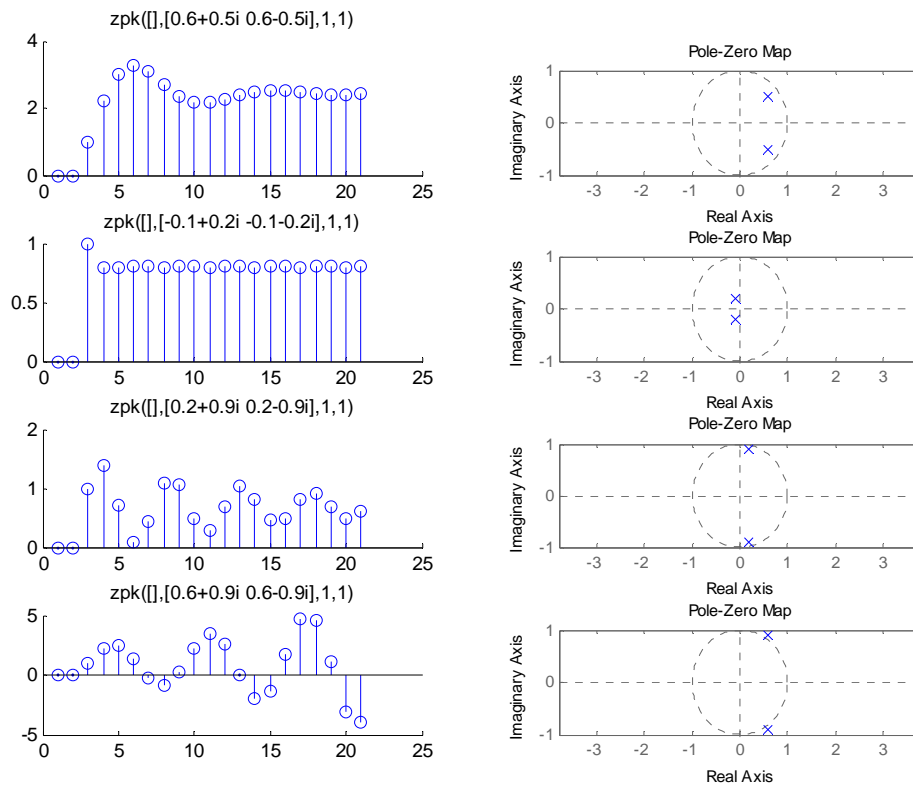 zpk([],[0.6+0.5i 0.6-0.5i],1,1)
4
2
0
0 5 10 15 20 25
Pole-Zero Map
Imaginary Axis
1
0
-1
-3 -2 -1 0 1 2 3
Real Axis
zpk([],[-0.1+0.2i -0.1-0.2i],1,1)
1
0.5
0
0 5 10 15 20 25
Pole-Zero Map
Imaginary Axis
1
0
-1
-3 -2 -1 0 1 2 3
Real Axis
zpk([],[0.2+0.9i 0.2-0.9i],1,1)
2
1
0
0 5 10 15 20 25
Pole-Zero Map
Imaginary Axis
1
0
-1
-3 -2 -1 0 1 2 3
Real Axis
zpk([],[0.6+0.9i 0.6-0.9i],1,1)
5
0
-5
0 5 10 15 20 25
Pole-Zero Map
Imaginary Axis
1
0
-1
-3 -2 -1 0 1 2 3
Real Axis